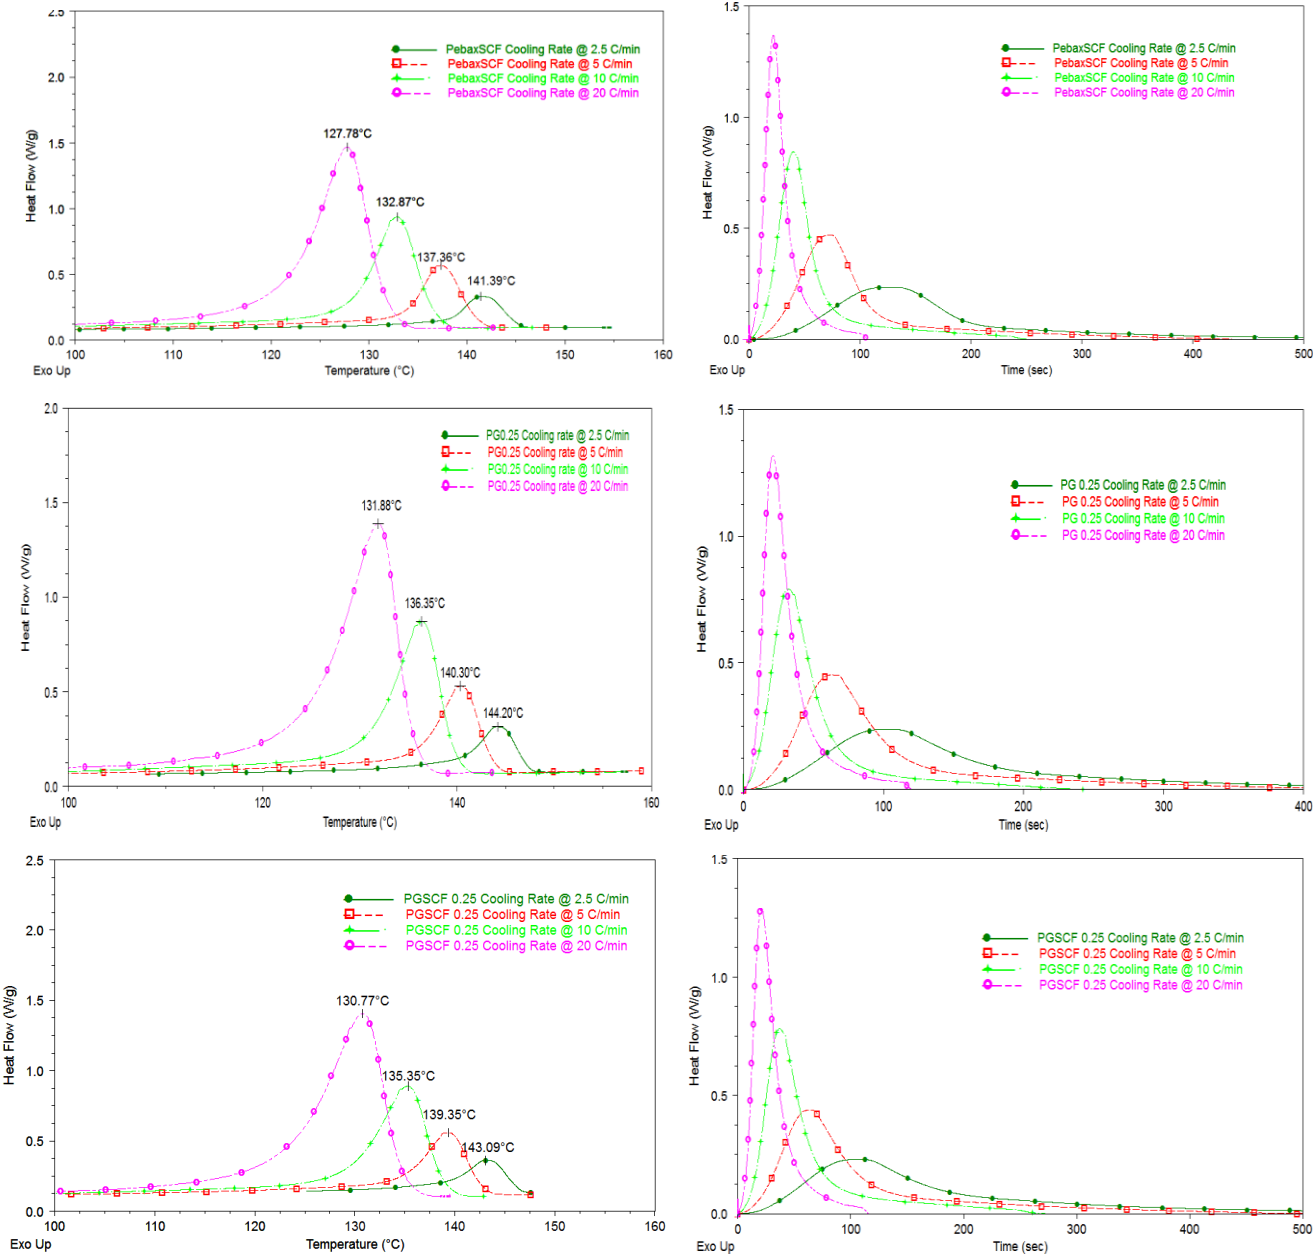 2.5
2.0
1.5
1.0
0.5
0.0
Heat Flow (W/g)
PebaxSCF Cooling Rate @ 2.5 C/min
PebaxSCF Cooling Rate @ 5 C/min
PebaxSCF Cooling Rate @ 10 C/min
PebaxSCF Cooling Rate @ 20 C/min
127.78°C
132.87°C
137.36°C
141.39°C
100 110 120 130 140 150 160
Exo Up
Temperature (°C)
1.5
1.0
0.5
0.0
Heat Flow (W/g)
PebaxSCF Cooling Rate @ 2.5 C/min
PebaxSCF Cooling Rate @ 5 C/min
PebaxSCF Cooling Rate @ 10 C/min
PebaxSCF Cooling Rate @ 20 C/min
0 100 200 300 400 500
Exo Up
Time (sec)
2.0
1.5
1.0
0.5
0.0
Heat Flow (W/g)
PG0.25 Cooling rate @ 2.5 C/min
PG0.25 Cooling rate @ 5 C/min
PG0.25 Cooling rate @ 10 C/min
PG0.25 Cooling rate @ 20 C/min
131.88°C
136.35°C
140.30°C
144.20°C
100 120 140 160
Exo Up
Temperature (°C)
1.5
1.0
0.5
0.0
Heat Flow (W/g)
PG 0.25 Cooling Rate @ 2.5 C/min
PG 0.25 Cooling Rate @ 5 C/min
PG 0.25 Cooling Rate @ 10 C/min
PG 0.25 Cooling Rate @ 20 C/min
0 100 200 300 400
Exo Up
Time (sec)
2.5
2.0
1.5
1.0
0.5
0.0
Heat Flow (W/g)
PGSCF 0.25 Cooling Rate @ 2.5 C/min
PGSCF 0.25 Cooling Rate @ 5 C/min
PGSCF 0.25 Cooling Rate @ 10 C/min
PGSCF 0.25 Cooling Rate @ 20 C/min
130.77°C
135.35°C
139.35°C
143.09°C
100 110 120 130 140 150 160
Exo Up
Temperature (°C)
1.5
1.0
0.5
0.0
Heat Flow (W/g)
PGSCF 0.25 Cooling Rate @ 2.5 C/min
PGSCF 0.25 Cooling Rate @ 5 C/min
PGSCF 0.25 Cooling Rate @ 10 C/min
PGSCF 0.25 Cooling Rate @ 20 C/min
0 100 200 300 400 500
Exo Up
Time (sec)